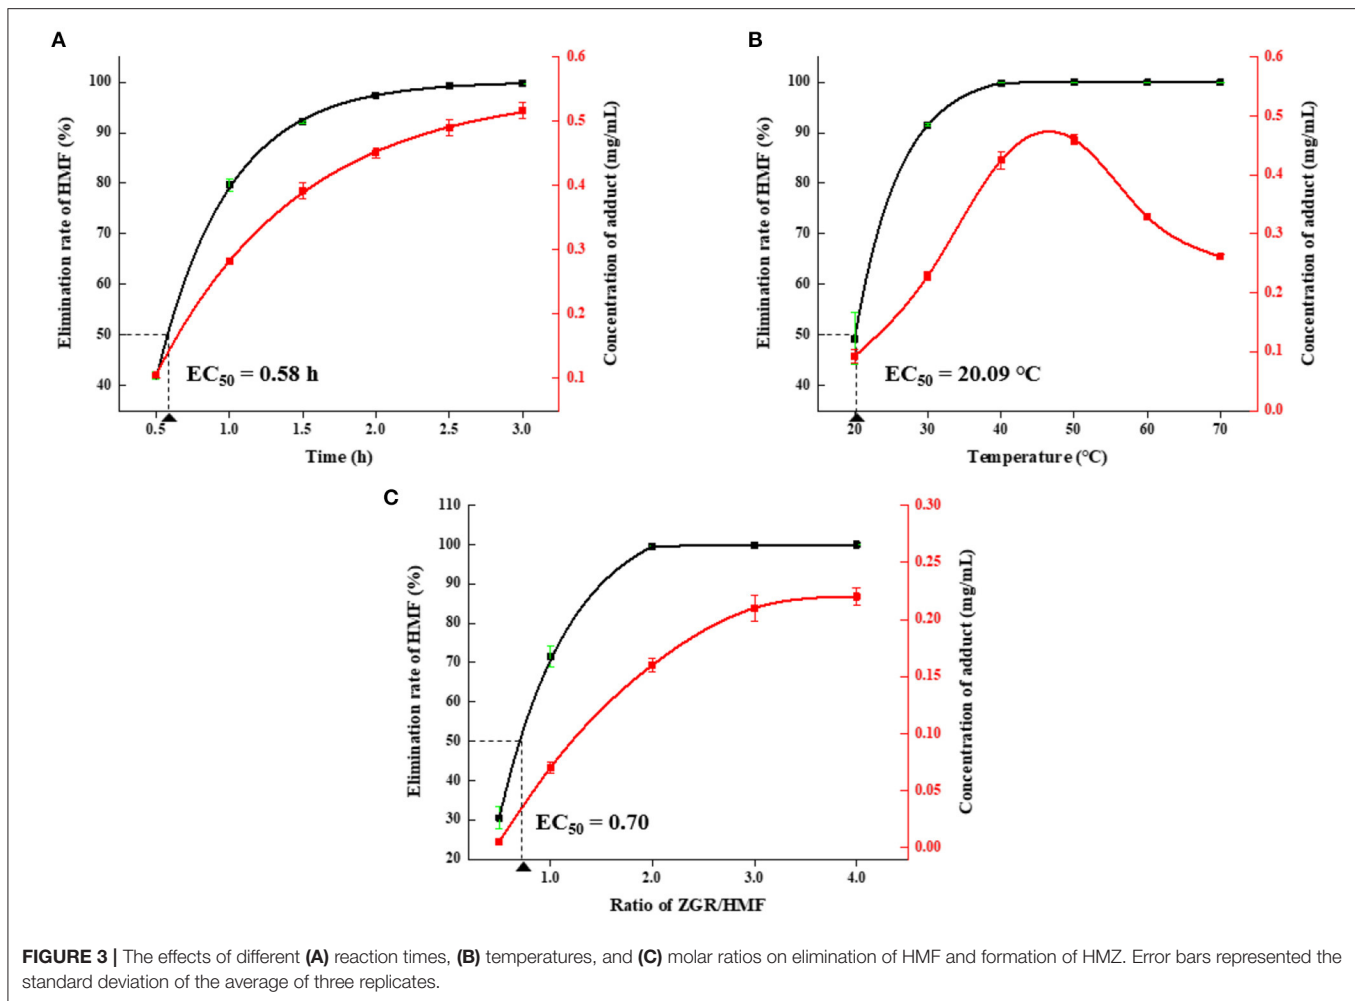 A
Elimination rate of HMF (%)
100
90
80
70
60
50
40
0.5 1.0 1.5 2.0 2.5 3.0
Time (h)
0.6
0.5
0.4
0.3
0.2
0.1
Concentration of adduct (mg/mL)
EC50 = 0.58 h
B
Elimination rate of HMF (%)
100
90
80
70
60
50
40
20 30 40 50 60 70
Temperature (°C)
0.6
0.5
0.4
0.3
0.2
0.1
0.0
Concentration of adduct (mg/mL)
EC50 = 20.09 °C
C
Elimination rate of HMF (%)
110
100
90
80
70
60
50
40
30
20
1.0 2.0 3.0 4.0
Ratio of ZGR/HMF
0.30
0.25
0.20
0.15
0.10
0.05
0.00
Concentration of adduct (mg/mL)
EC50 = 0.70
FIGURE 3 | The effects of different (A) reaction times, (B) temperatures, and (C) molar ratios on elimination of HMF and formation of HMZ. Error bars represented the
standard deviation of the average of three replicates.